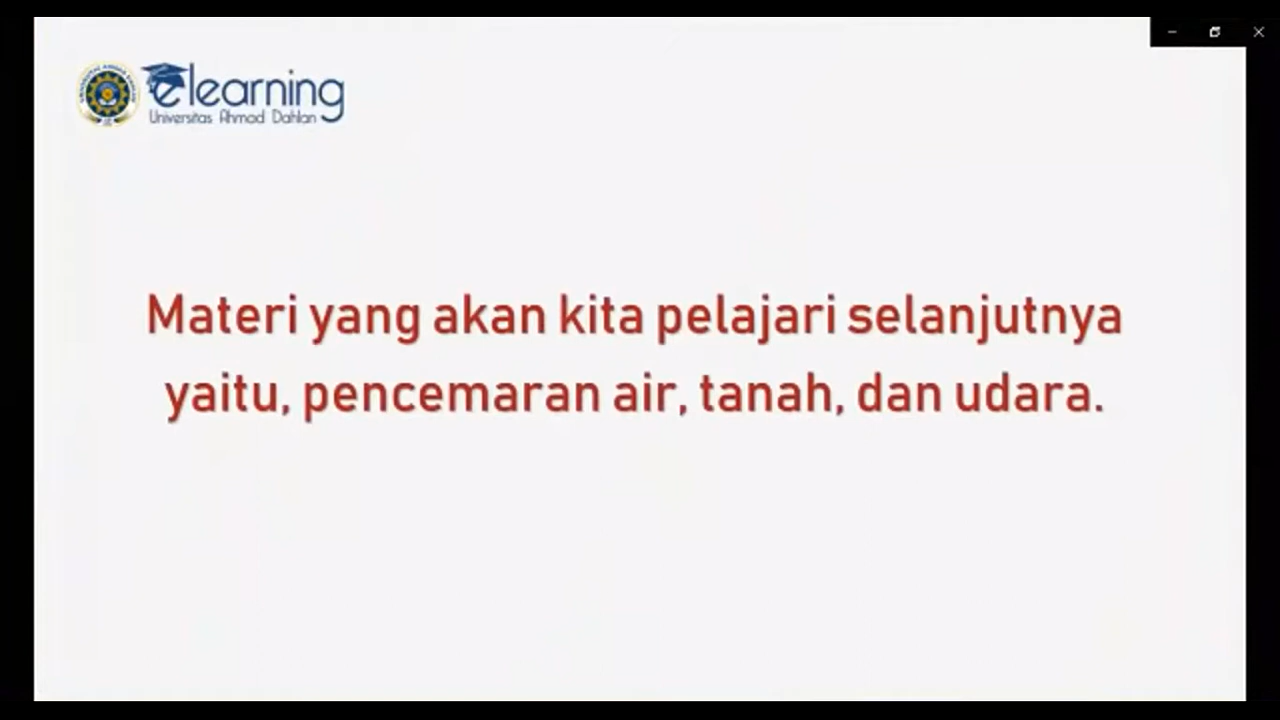 elearning
Universitas Ahmad Dahlan
Materi yang akan kita pelajari selanjutnya
yaitu, pencemaran air, tanah, dan udara.